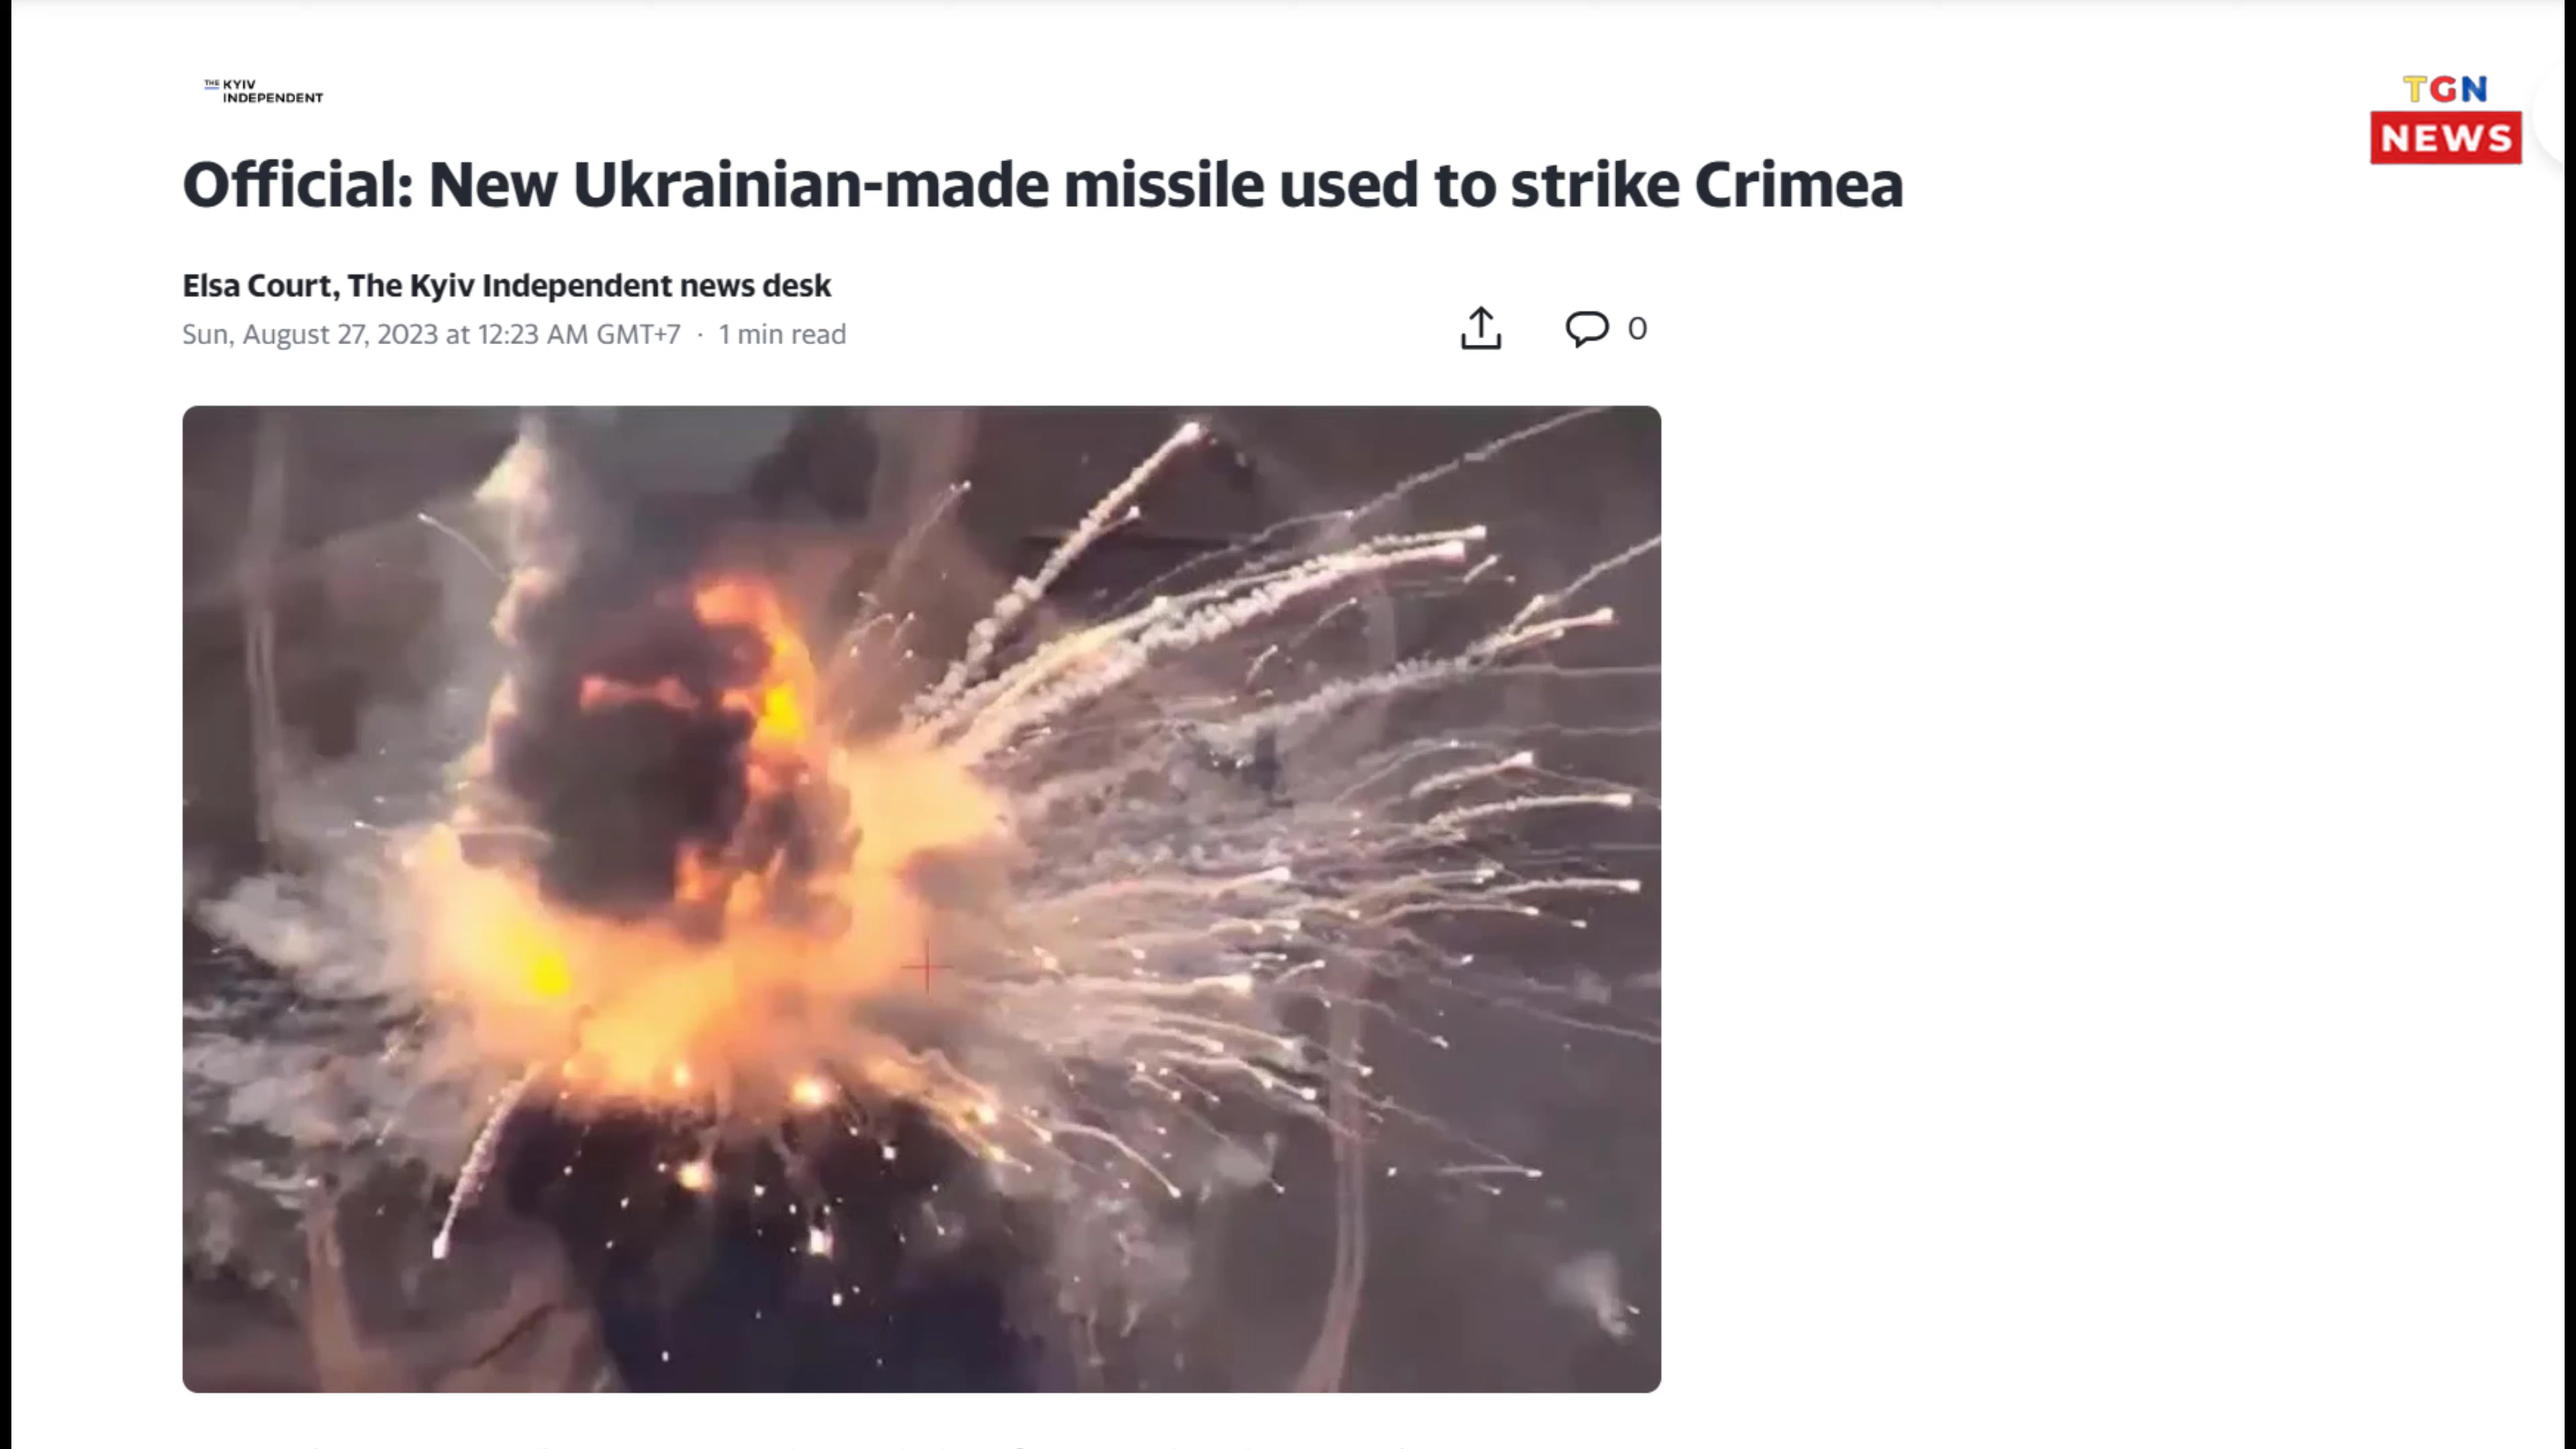 THE KYIV
INDEPENDENT
TGN
NEWS
Official: New Ukrainian-made missile used to strike Crimea
Elsa Court, The Kyiv Independent news desk
Sun, August 27, 2023 at 12:23 AM GMT+7 · 1 min read
0